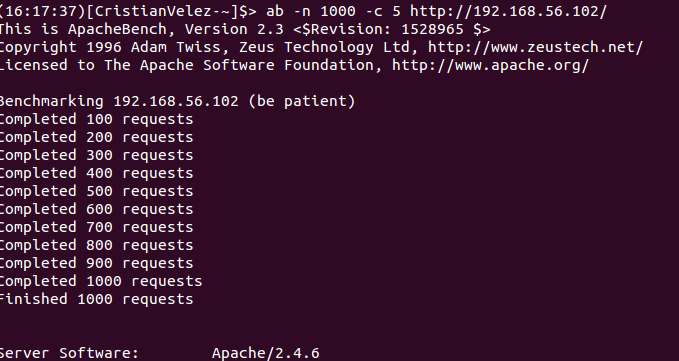 (16:17:37)[CristianVelez-~]$> ab -n 1000 -c 5 http://192.168.56.102/
This is ApacheBench, Version 2.3 <$Revision: 1528965 $>
Copyright 1996 Adam Twiss, Zeus Technology Ltd, http://www.zeustech.net/
Licensed to The Apache Software Foundation, http://www.apache.org/

Benchmarking 192.168.56.102 (be patient)
Completed 100 requests
Completed 200 requests
Completed 300 requests
Completed 400 requests
Completed 500 requests
Completed 600 requests
Completed 700 requests
Completed 800 requests
Completed 900 requests
Completed 1000 requests
Finished 1000 requests

Server Software: Apache/2.4.6